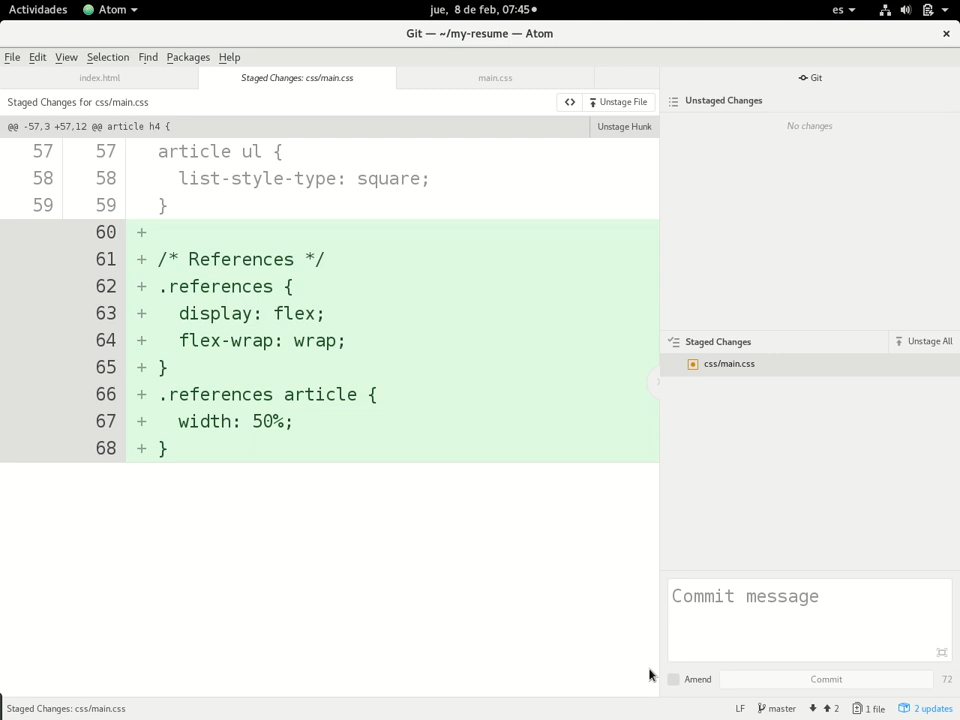 Actividades Atom jue, 8 de feb, 07:45 es
Git — ~/my-resume — Atom
File Edit View Selection Find Packages Help
index.html Staged Changes: css/main.css main.css Git
Staged Changes for css/main.css <> Unstage File
Unstaged Changes
@@ -57,3 +57,12 @@ article h4 { Unstage Hunk
No changes
57 57 article ul {
58 58 list-style-type: square;
59 59 }
60 +
61 + /* References */
62 + .references {
63 + display: flex;
64 + flex-wrap: wrap;
65 + }
66 + .references article {
67 + width: 50%;
68 + }
Staged Changes Unstage All
css/main.css
Commit message
Amend Commit 72
Staged Changes: css/main.css LF master 2 1 file 2 updates